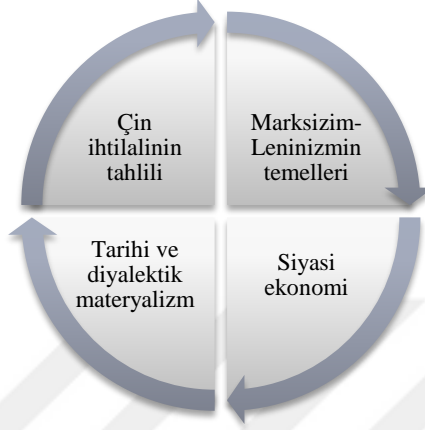 Çin
ihtilalinin
tahlili
Marksizim-
Leninizmin
temelleri
Tarihi ve
diyalektik
materyalizm
Siyasi
ekonomi